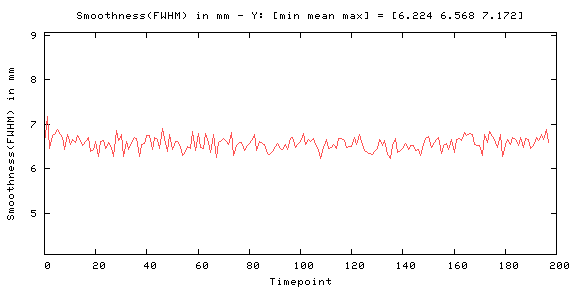 Smoothness(FWHM) in mm - Y: [min mean max] = [6.224 6.568 7.172]
Smoothness(FWHM) in mm
9
8
7
6
5
0 20 40 60 80 100 120 140 160 180 200
Timepoint